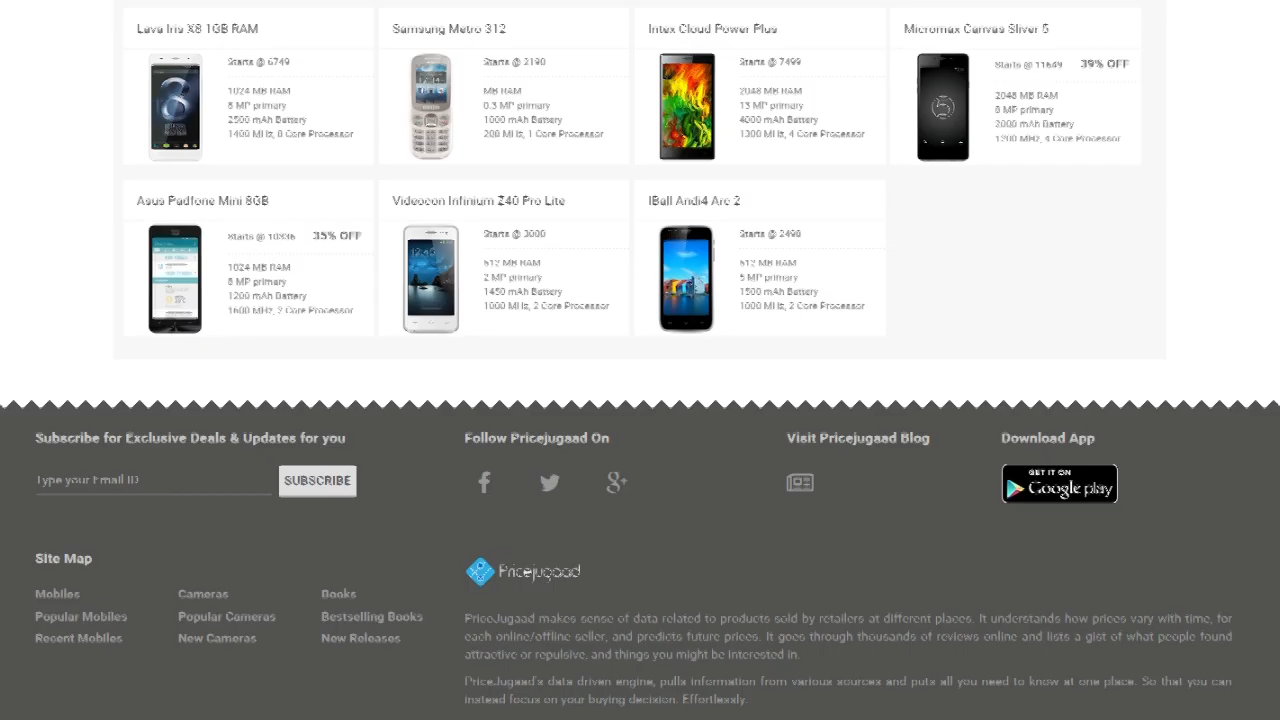 Lava Iris X8 1GB RAM
Starts @ 6749
1024 MB RAM
8 MP primary
2500 mAh Battery
1400 MHz, 8 Core Processor
Samsung Metro 312
Starts @ 2190
MB RAM
0.3 MP primary
1000 mAh Battery
208 MHz, 1 Core Processor
Intex Cloud Power Plus
Starts @ 7499
2048 MB RAM
13 MP primary
4000 mAh Battery
1300 MHz, 4 Core Processor
Micromax Canvas Sliver 5
Starts @ 11649 39% OFF
2048 MB RAM
8 MP primary
2000 mAh Battery
1200 MHz, 4 Core Processor
Asus Padfone Mini 8GB
Starts @ 35% OFF
1024 MB RAM
8 MP primary
1200 mAh Battery
1600 MHz, 2 Core Processor
Videocon Infinium Z40 Pro Lite
Starts @ 3000
512 MB RAM
2 MP primary
1450 mAh Battery
1000 MHz, 2 Core Processor
IBall Andi4 Arc 2
Starts @ 2498
512 MB RAM
5 MP primary
1500 mAh Battery
1000 MHz, 2 Core Processor
Subscribe for Exclusive Deals & Updates for you
Type your Email ID
SUBSCRIBE
Follow Pricejugaad On
Visit Pricejugaad Blog
Download App
GET IT ON
Google play
Site Map
Mobiles
Popular Mobiles
Recent Mobiles
Cameras
Popular Cameras
New Cameras
Books
Bestselling Books
New Releases
Pricejugaad
PriceJugaad makes sense of data related to products sold by retailers at different places. It understands how prices vary with time, for
each online/offline seller, and predicts future prices. It goes through thousands of reviews online and lists a gist of what people found
attractive or repulsive, and things you might be interested in.
PriceJugaad's data driven engine, pulls information from various sources and puts all you need to know at one place. So that you can
instead focus on your buying decision. Effortlessly.